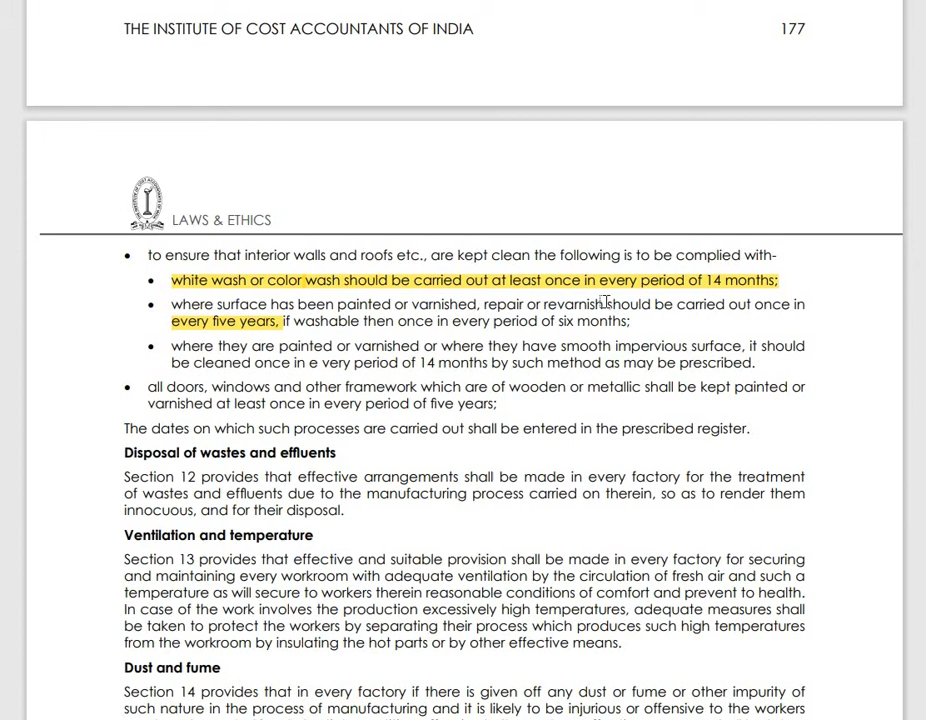 THE INSTITUTE OF COST ACCOUNTANTS OF INDIA 177
LAWS & ETHICS
• to ensure that interior walls and roofs etc., are kept clean the following is to be complied with-
• white wash or color wash should be carried out at least once in every period of 14 months;
• where surface has been painted or varnished, repair or revarnish should be carried out once in
every five years, if washable then once in every period of six months;
• where they are painted or varnished or where they have smooth impervious surface, it should
be cleaned once in e very period of 14 months by such method as may be prescribed.
• all doors, windows and other framework which are of wooden or metallic shall be kept painted or
varnished at least once in every period of five years;
The dates on which such processes are carried out shall be entered in the prescribed register.
Disposal of wastes and effluents
Section 12 provides that effective arrangements shall be made in every factory for the treatment
of wastes and effluents due to the manufacturing process carried on therein, so as to render them
innocuous, and for their disposal.
Ventilation and temperature
Section 13 provides that effective and suitable provision shall be made in every factory for securing
and maintaining every workroom with adequate ventilation by the circulation of fresh air and such a
temperature as will secure to workers therein reasonable conditions of comfort and prevent to health.
In case of the work involves the production excessively high temperatures, adequate measures shall
be taken to protect the workers by separating their process which produces such high temperatures
from the workroom by insulating the hot parts or by other effective means.
Dust and fume
Section 14 provides that in every factory if there is given off any dust or fume or other impurity of
such nature in the process of manufacturing and it is likely to be injurious or offensive to the workers